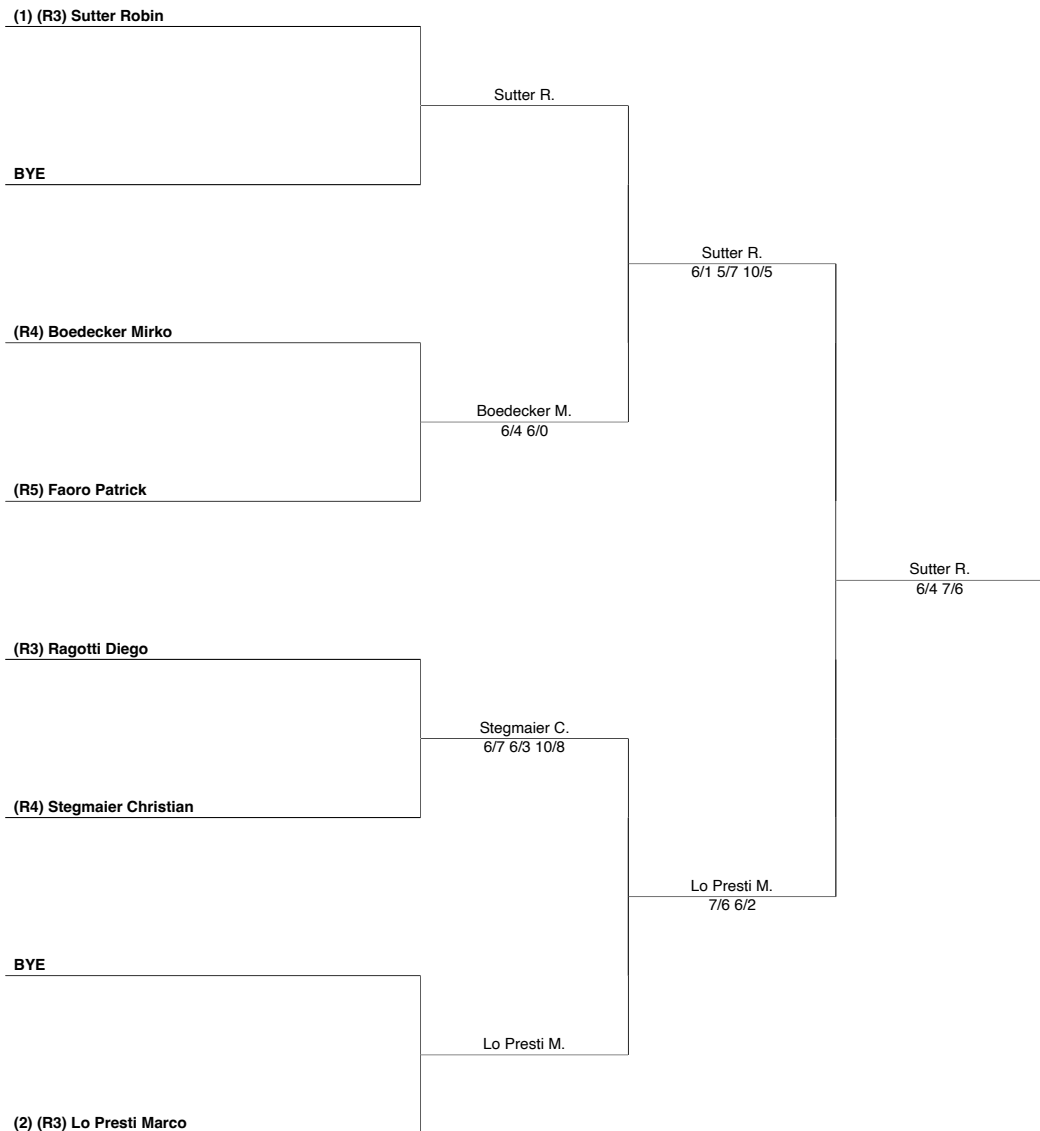 (1) (R3) Sutter Robin
Sutter R.
BYE
Sutter R.
6/1 5/7 10/5
(R4) Boedecker Mirko
Boedecker M.
6/4 6/0
(R5) Faoro Patrick
Sutter R.
6/4 7/6
(R3) Ragotti Diego
Stegmaier C.
6/7 6/3 10/8
(R4) Stegmaier Christian
Lo Presti M.
7/6 6/2
BYE
Lo Presti M.
(2) (R3) Lo Presti Marco